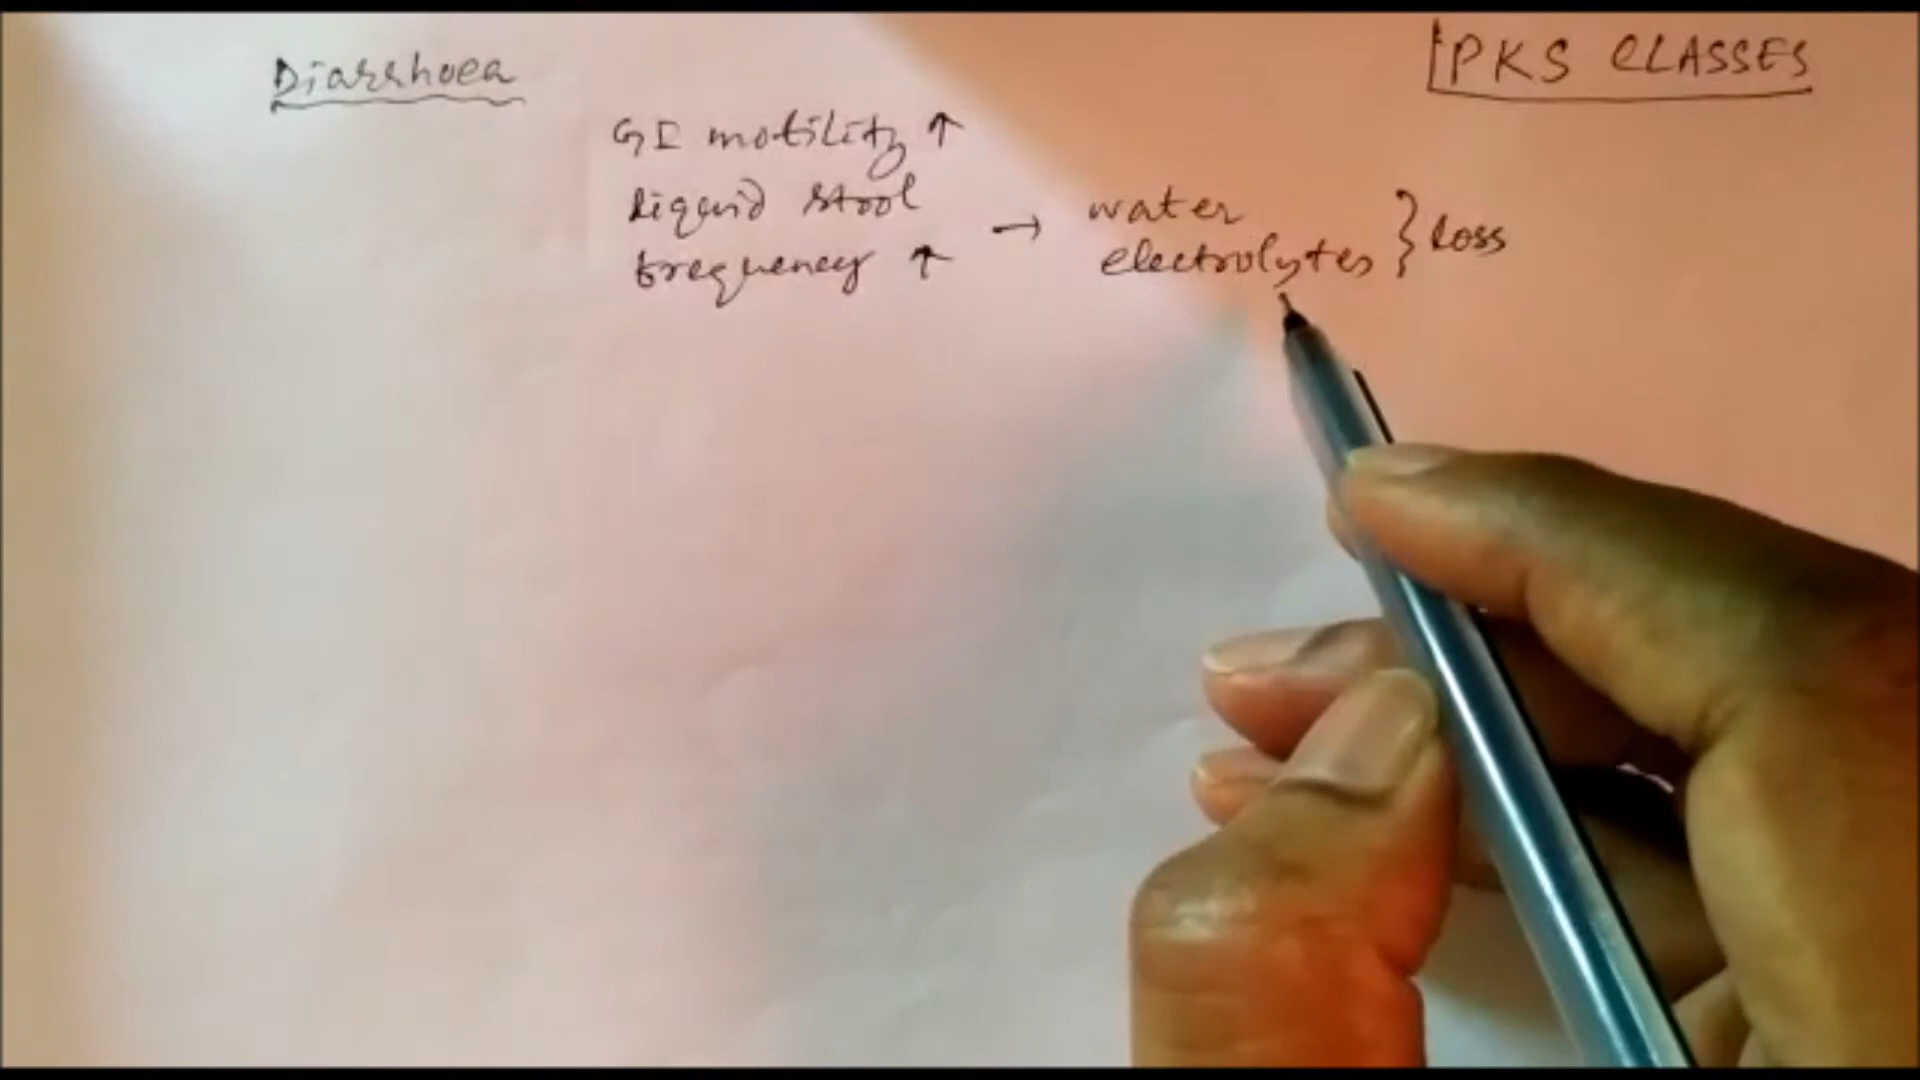 Diarrhoea
PKS CLASSES
GI motility ↑
liquid stool
frequency ↑
→ water
electrolytes } loss